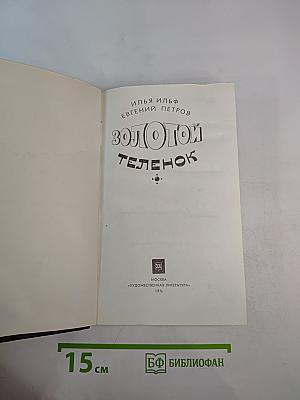 ИЛЬЯ ИЛЬФ
ЕВГЕНИЙ ПЕТРОВ
ЗОЛОТОЙ
ТЕЛЕНОК
МОСКВА
«ХУДОЖЕСТВЕННАЯ ЛИТЕРАТУРА»
15 см
БФ БИБЛИОФАН